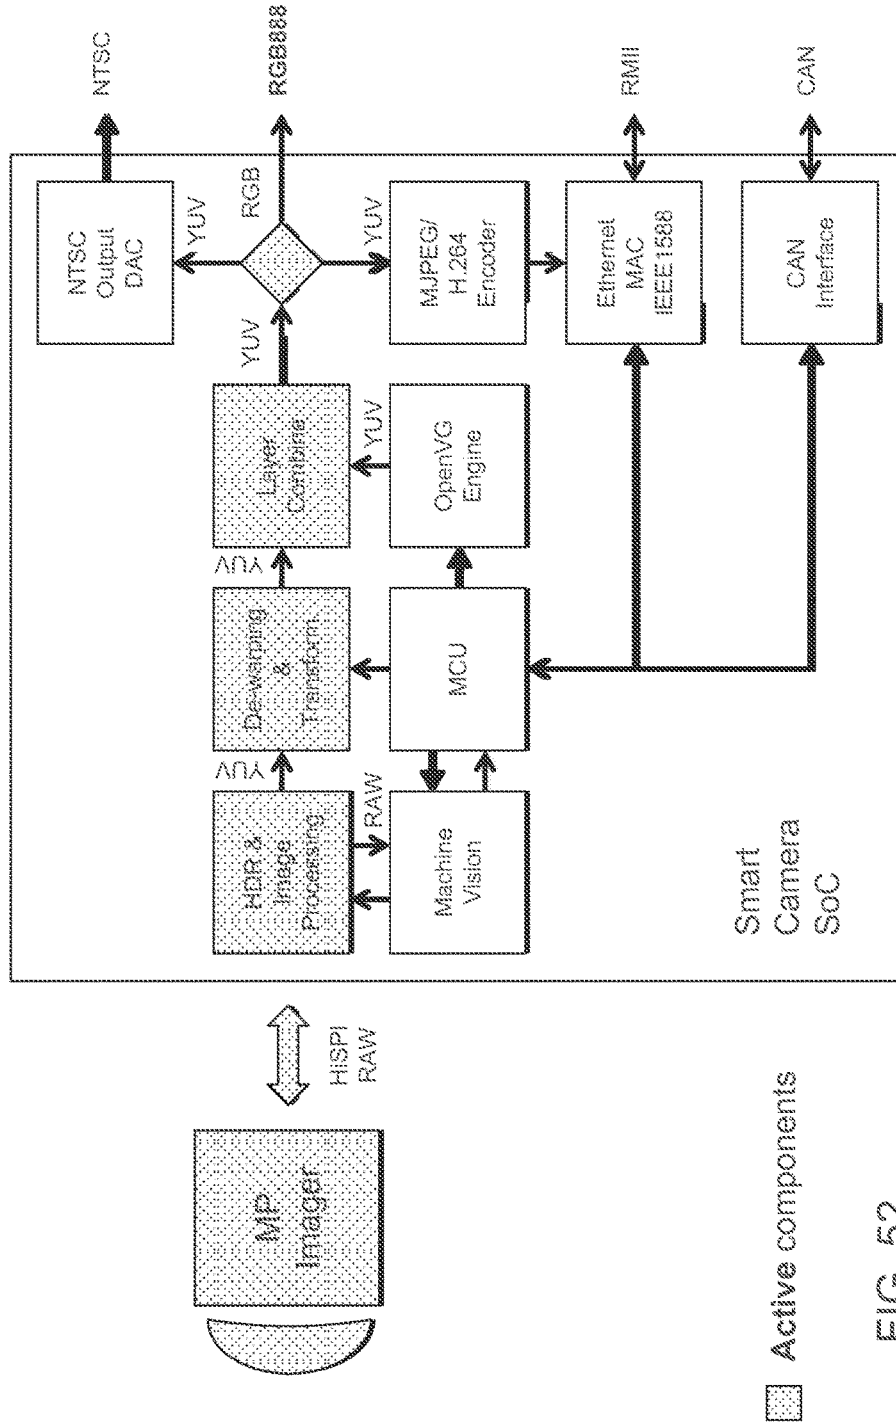 MP
Imager
HiSPI
RAW
HDR &
Image
Processing
YUV
De-warping
&
Transform
YUV
Layer
Combine
YUV
YUV
NTSC
Output
DAC
NTSC
RGB
RGB888
RAW
Machine
Vision
MCU
OpenVG
Engine
YUV
YUV
MJPEG/
H.264
Encoder
Ethernet
MAC
IEEE1588
RMII
CAN
Interface
CAN
Smart
Camera
SoC
Active components
FIG. 52